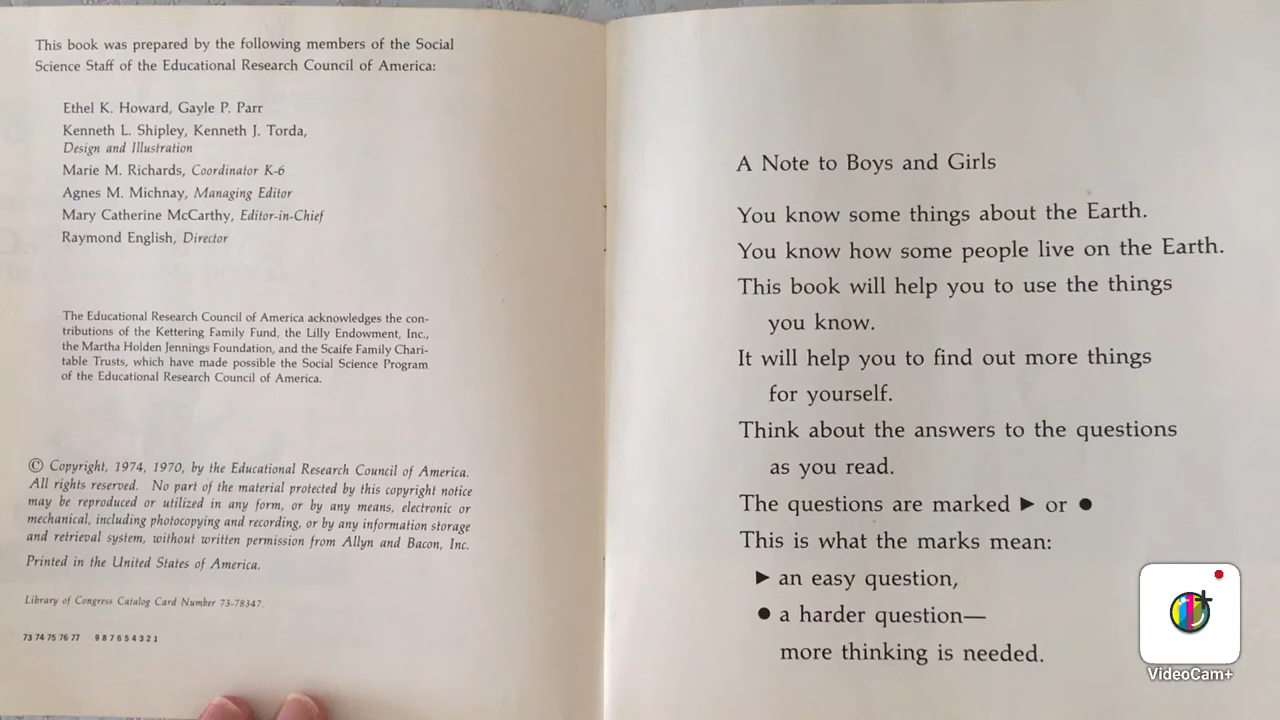 This book was prepared by the following members of the Social
Science Staff of the Educational Research Council of America:
Ethel K. Howard, Gayle P. Parr
Kenneth L. Shipley, Kenneth J. Torda,
Design and Illustration
Marie M. Richards, Coordinator K-6
Agnes M. Michnay, Managing Editor
Mary Catherine McCarthy, Editor-in-Chief
Raymond English, Director
The Educational Research Council of America acknowledges the con-
tributions of the Kettering Family Fund, the Lilly Endowment, Inc.,
the Martha Holden Jennings Foundation, and the Scaife Family Chari-
table Trusts, which have made possible the Social Science Program
of the Educational Research Council of America.
© Copyright, 1974, 1970, by the Educational Research Council of America.
All rights reserved. No part of the material protected by this copyright notice
may be reproduced or utilized in any form, or by any means, electronic or
mechanical, including photocopying and recording, or by any information storage
and retrieval system, without written permission from Allyn and Bacon, Inc.
Printed in the United States of America.
Library of Congress Catalog Card Number 73-78347.
73 74 75 76 77 9 8 7 6 5 4 3 2 1
A Note to Boys and Girls
You know some things about the Earth.
You know how some people live on the Earth.
This book will help you to use the things
you know.
It will help you to find out more things
for yourself.
Think about the answers to the questions
as you read.
The questions are marked ► or ●
This is what the marks mean:
► an easy question,
● a harder question—
more thinking is needed.
VideoCam+